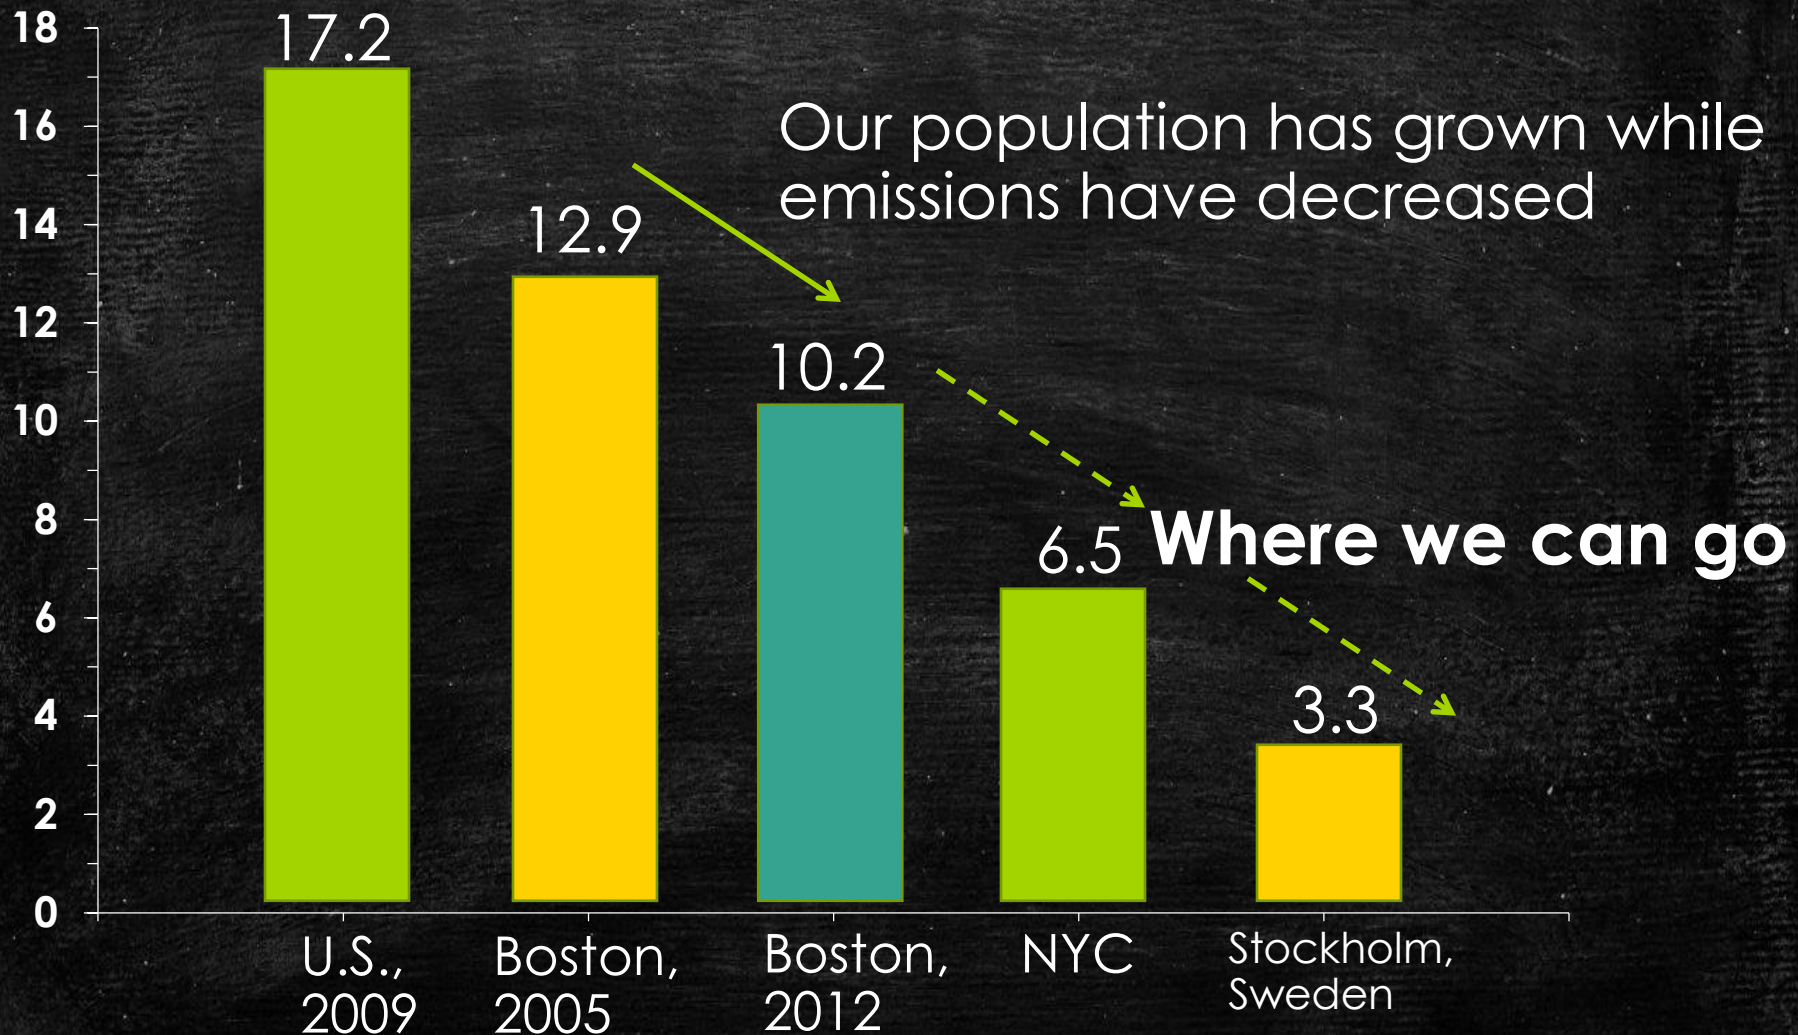 18
16
14
12
10
8
6
4
2
0
17.2
12.9
10.2
6.5
3.3
Our population has grown while
emissions have decreased
Where we can go
U.S.,
2009
Boston,
2005
Boston,
2012
NYC
Stockholm,
Sweden